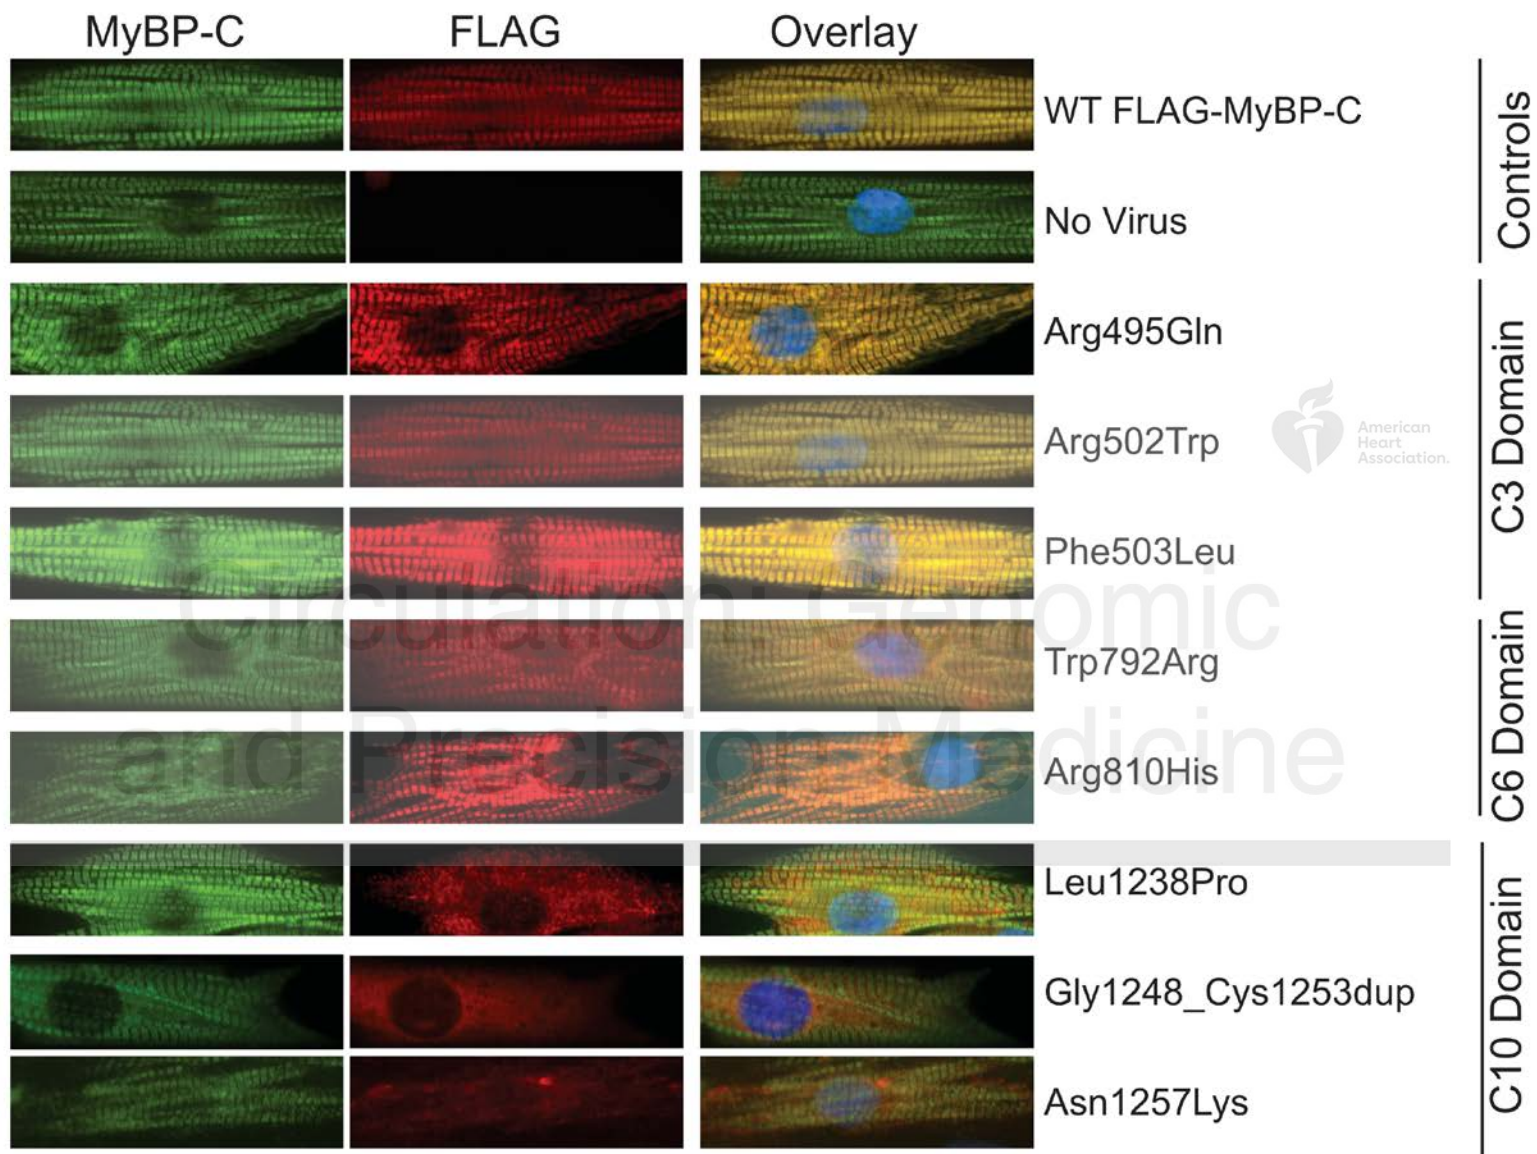 MyBP-C FLAG Overlay
WT FLAG-MyBP-C
No Virus
Controls
Arg495Gln
Arg502Trp
Phe503Leu
C3 Domain
American
Heart
Association.
Circulation: Genomic
Trp792Arg
and Precision Medicine
Arg810His
C6 Domain
Leu1238Pro
Gly1248_Cys1253dup
Asn1257Lys
C10 Domain